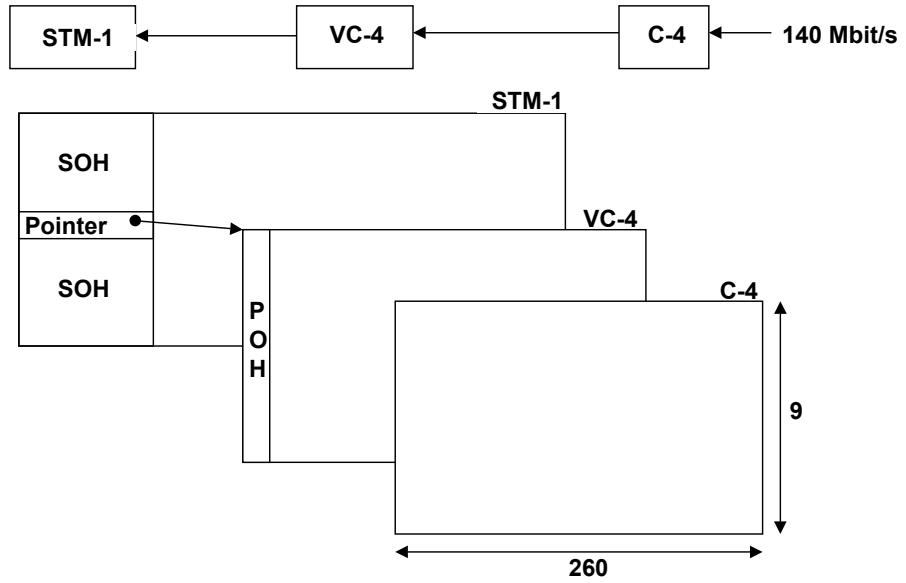 STM-1
VC-4
C-4
140 Mbit/s
STM-1
SOH
Pointer
VC-4
SOH
C-4
P
O
H
9
260